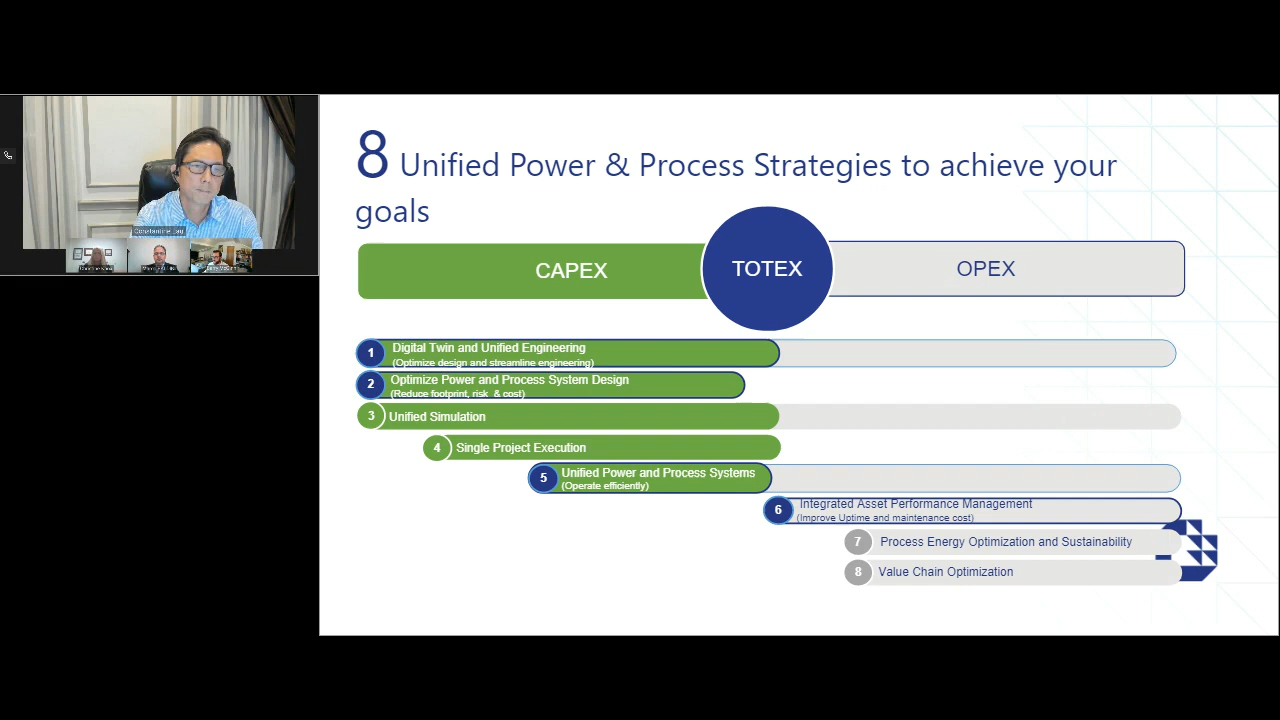 8 Unified Power & Process Strategies to achieve your
goals
CAPEX
TOTEX
OPEX
1 Digital Twin and Unified Engineering
(Optimize design and streamline engineering)
2 Optimize Power and Process System Design
(Reduce footprint, risk & cost)
3 Unified Simulation
4 Single Project Execution
5 Unified Power and Process Systems
(Operate efficiently)
6 Integrated Asset Performance Management
(Improve Uptime and maintenance cost)
7 Process Energy Optimization and Sustainability
8 Value Chain Optimization
Constantine Lau